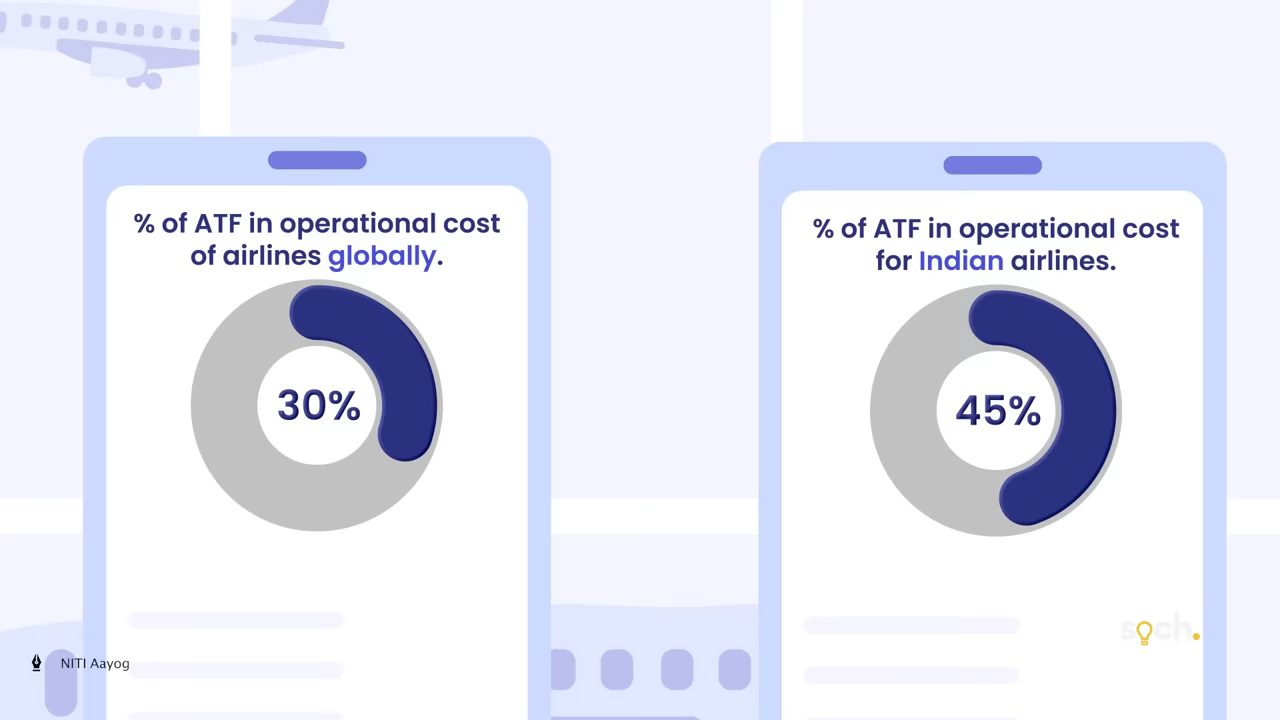 % of ATF in operational cost
of airlines globally.
30%
% of ATF in operational cost
for Indian airlines.
45%
soch.
NITI Aayog